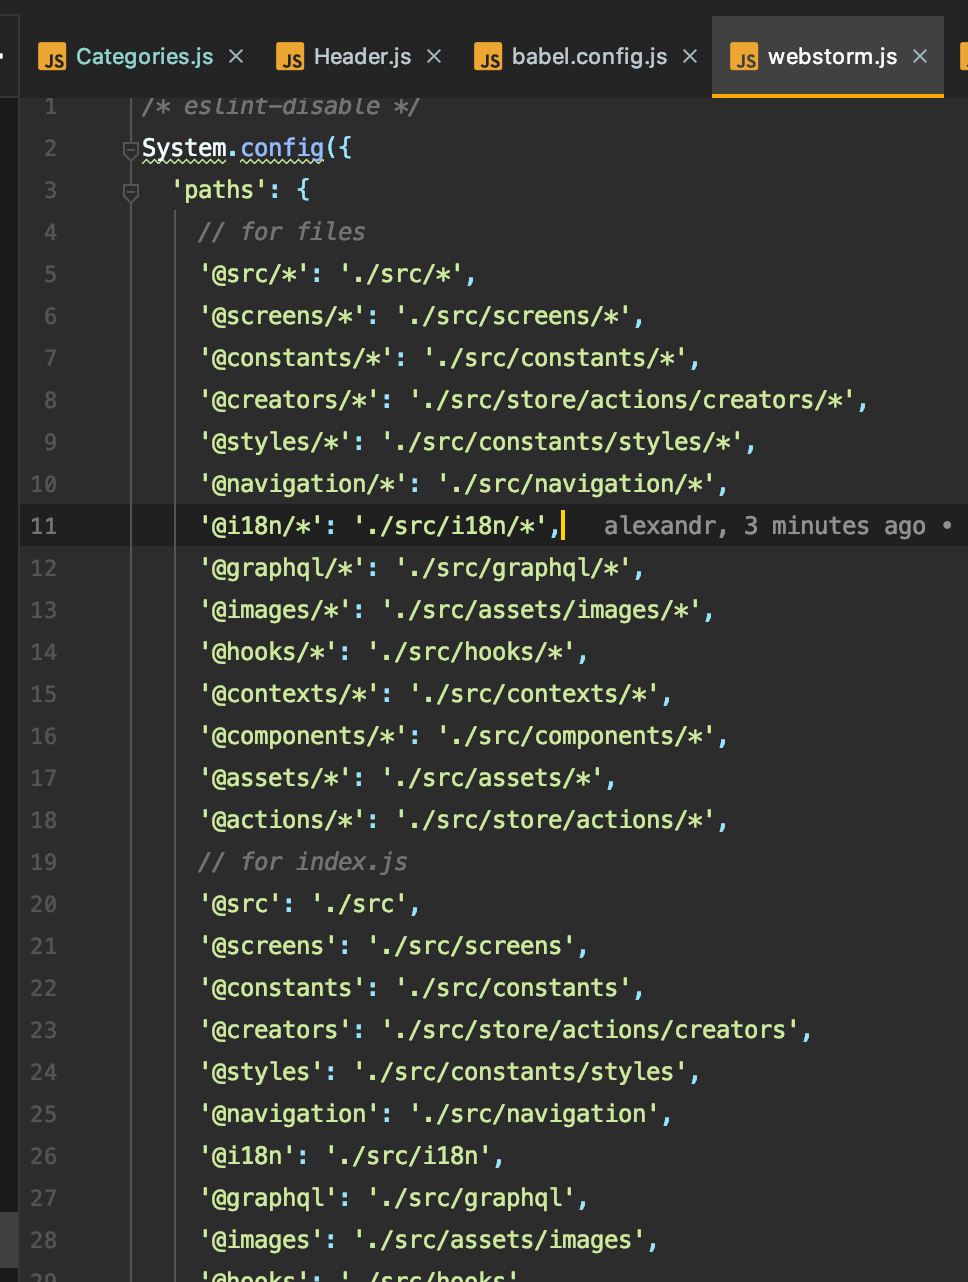 JS Categories.js × JS Header.js × JS babel.config.js × JS webstorm.js ×
1 /* eslint-disable */
2 System.config({
3 'paths': {
4 // for files
5 '@src/*': './src/*',
6 '@screens/*': './src/screens/*',
7 '@constants/*': './src/constants/*',
8 '@creators/*': './src/store/actions/creators/*',
9 '@styles/*': './src/constants/styles/*',
10 '@navigation/*': './src/navigation/*',
11 '@i18n/*': './src/i18n/*', alexandr, 3 minutes ago •
12 '@graphql/*': './src/graphql/*',
13 '@images/*': './src/assets/images/*',
14 '@hooks/*': './src/hooks/*',
15 '@contexts/*': './src/contexts/*',
16 '@components/*': './src/components/*',
17 '@assets/*': './src/assets/*',
18 '@actions/*': './src/store/actions/*',
19 // for index.js
20 '@src': './src',
21 '@screens': './src/screens',
22 '@constants': './src/constants',
23 '@creators': './src/store/actions/creators',
24 '@styles': './src/constants/styles',
25 '@navigation': './src/navigation',
26 '@i18n': './src/i18n',
27 '@graphql': './src/graphql',
28 '@images': './src/assets/images',
29 '@hooks': './src/hooks'